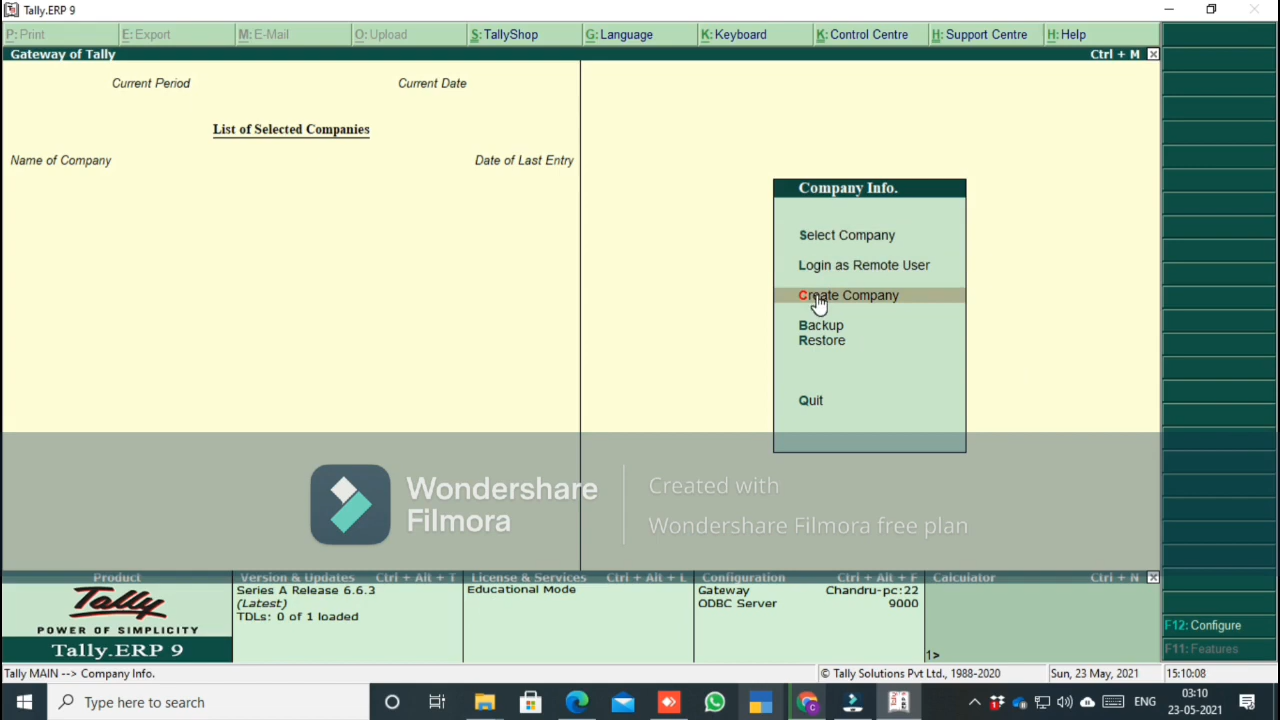 Tally.ERP 9
P: Print
E: Export
M: E-Mail
O: Upload
S: TallyShop
G: Language
K: Keyboard
K: Control Centre
H: Support Centre
H: Help
Gateway of Tally
Ctrl + M
Current Period
Current Date
List of Selected Companies
Name of Company
Date of Last Entry
Company Info.
Select Company
Login as Remote User
Create Company
Backup
Restore
Quit
Wondershare
Filmora
Created with
Wondershare Filmora free plan
Product
Tally
POWER OF SIMPLICITY
Tally.ERP 9
Version & Updates Ctrl + Alt + T
Series A Release 6.6.3
(Latest)
TDLs: 0 of 1 loaded
License & Services Ctrl + Alt + L
Educational Mode
Configuration Ctrl + Alt + F
Gateway Chandru-pc:22
ODBC Server 9000
Calculator Ctrl + N
1>
F12: Configure
F11: Features
Tally MAIN --> Company Info.
© Tally Solutions Pvt Ltd., 1988-2020
Sun, 23 May, 2021
15:10:08
Type here to search
ENG
03:10
23-05-2021